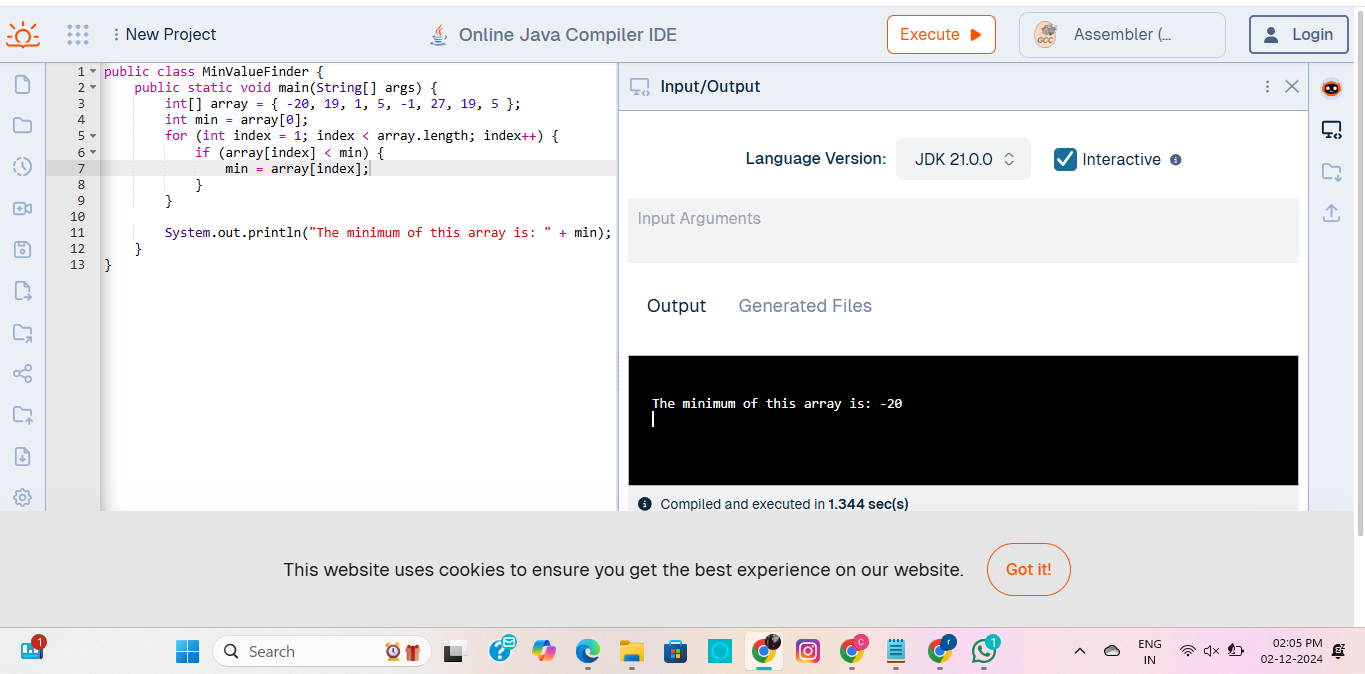 New Project
Online Java Compiler IDE
Execute
GCC
Assembler (...
Login
1 public class MinValueFinder {
2     public static void main(String[] args) {
3         int[] array = { -20, 19, 1, 5, -1, 27, 19, 5 };
4         int min = array[0];
5         for (int index = 1; index < array.length; index++) {
6             if (array[index] < min) {
7                 min = array[index];
8             }
9         }
10
11         System.out.println("The minimum of this array is: " + min);
12     }
13 }
Input/Output
Language Version: JDK 21.0.0 Interactive
Input Arguments
Output Generated Files
The minimum of this array is: -20
Compiled and executed in 1.344 sec(s)
This website uses cookies to ensure you get the best experience on our website. Got it!
1
Search
C
r
1
ENG
IN
02:05 PM
02-12-2024